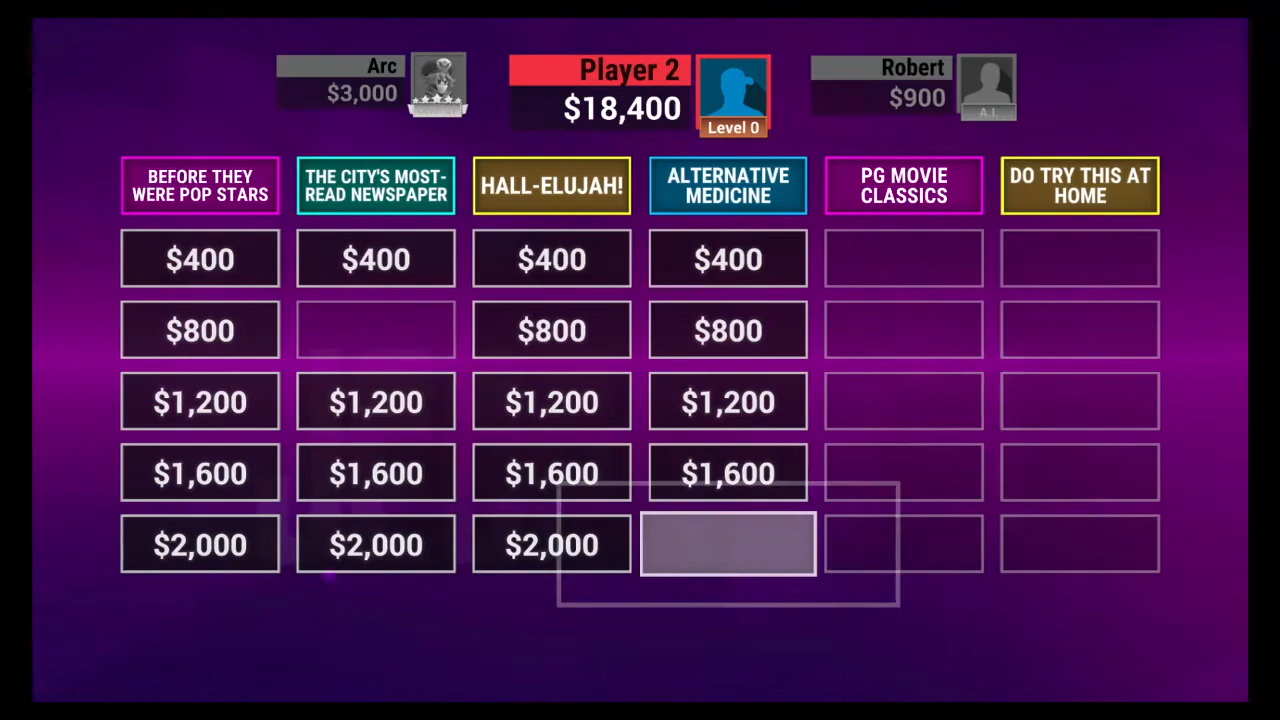 Arc
$3,000
Player 2
$18,400
Level 0
Robert
$900
A.I.
BEFORE THEY
WERE POP STARS
THE CITY'S MOST-
READ NEWSPAPER
HALL-ELUJAH!
ALTERNATIVE
MEDICINE
PG MOVIE
CLASSICS
DO TRY THIS AT
HOME
$400 $400 $400 $400
$800 $800 $800
$1,200 $1,200 $1,200 $1,200
$1,600 $1,600 $1,600 $1,600
$2,000 $2,000 $2,000